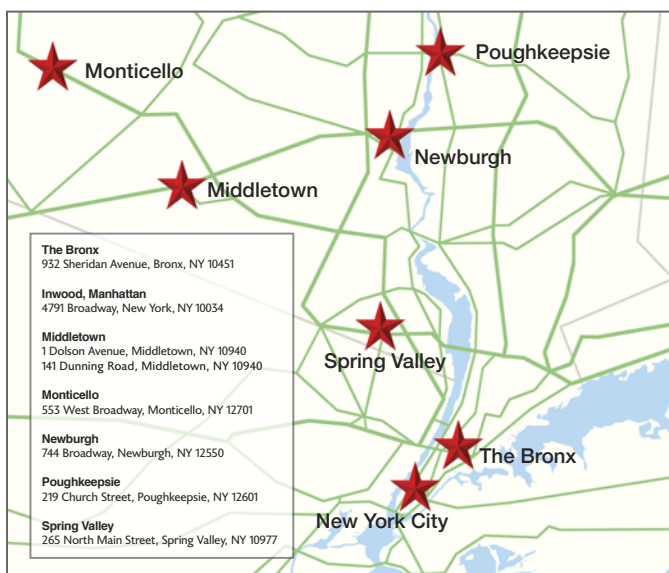 Monticello
Poughkeepsie
Newburgh
Middletown
The Bronx
932 Sheridan Avenue, Bronx, NY 10451
Inwood, Manhattan
4791 Broadway, New York, NY 10034
Middletown
1 Dolson Avenue, Middletown, NY 10940
141 Dunning Road, Middletown, NY 10940
Monticello
553 West Broadway, Monticello, NY 12701
Newburgh
744 Broadway, Newburgh, NY 12550
Poughkeepsie
219 Church Street, Poughkeepsie, NY 12601
Spring Valley
265 North Main Street, Spring Valley, NY 10977
Spring Valley
The Bronx
New York City